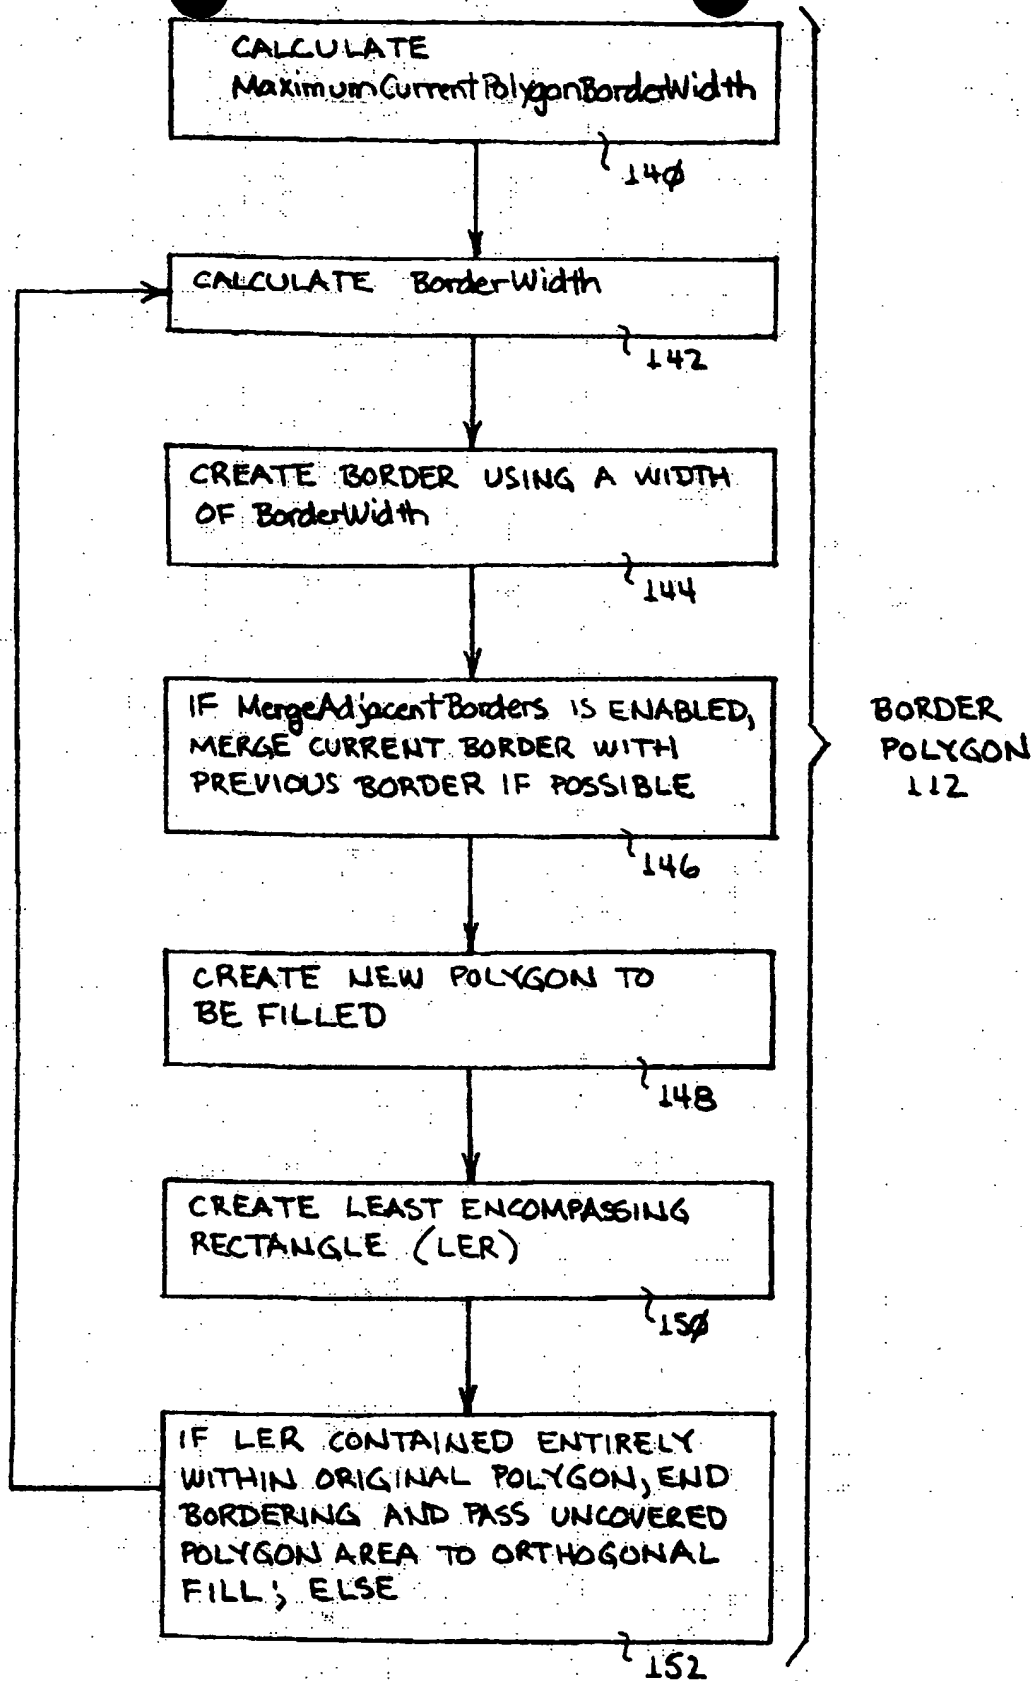 CALCULATE
MaximumCurrentPolygonBorderWidth
140
CALCULATE BorderWidth
142
CREATE BORDER USING A WIDTH
OF BorderWidth
144
IF MergeAdjacentBorders IS ENABLED,
MERGE CURRENT BORDER WITH
PREVIOUS BORDER IF POSSIBLE
146
BORDER
POLYGON
112
CREATE NEW POLYGON TO
BE FILLED
148
CREATE LEAST ENCOMPASSING
RECTANGLE (LER)
150
IF LER CONTAINED ENTIRELY
WITHIN ORIGINAL POLYGON, END
BORDERING AND PASS UNCOVERED
POLYGON AREA TO ORTHOGONAL
FILL; ELSE
152